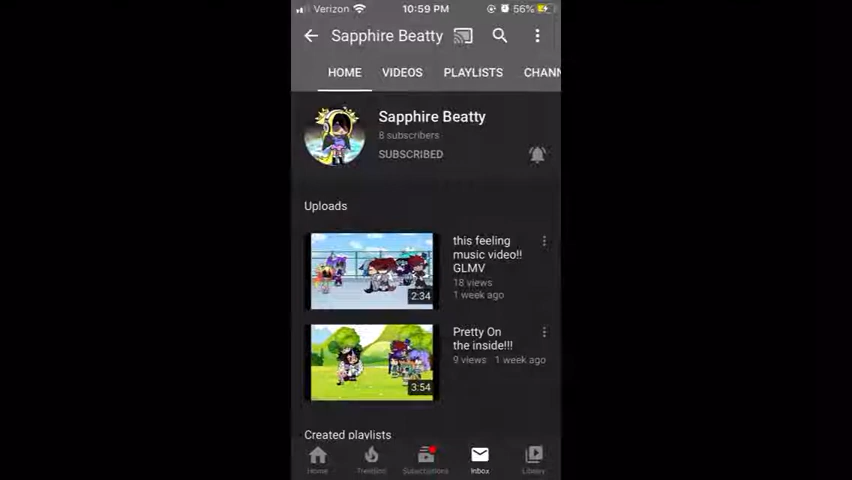 Verizon 10:59 PM 56%
Sapphire Beatty
HOME VIDEOS PLAYLISTS CHANN
Sapphire Beatty
8 subscribers
SUBSCRIBED
Uploads
this feeling
music video!!
GLMV
18 views
1 week ago
2:34
Pretty On
the inside!!!
9 views 1 week ago
3:54
Created playlists
Home Trending Subscriptions Inbox Library